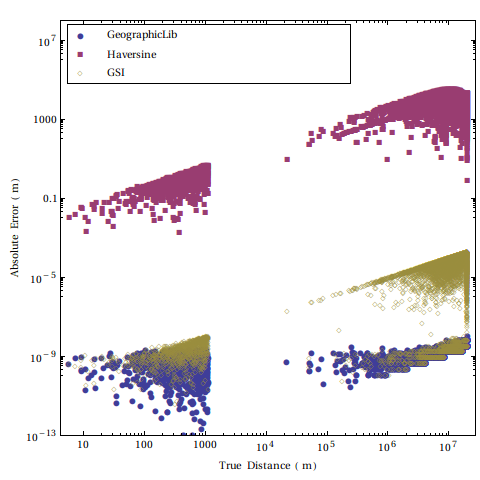 10^7
GeographicLib
Haversine
GSI
1000
0.1
10^-5
10^-9
10^-13
Absolute Error ( m)
10 100 1000 10^4 10^5 10^6 10^7
True Distance ( m)